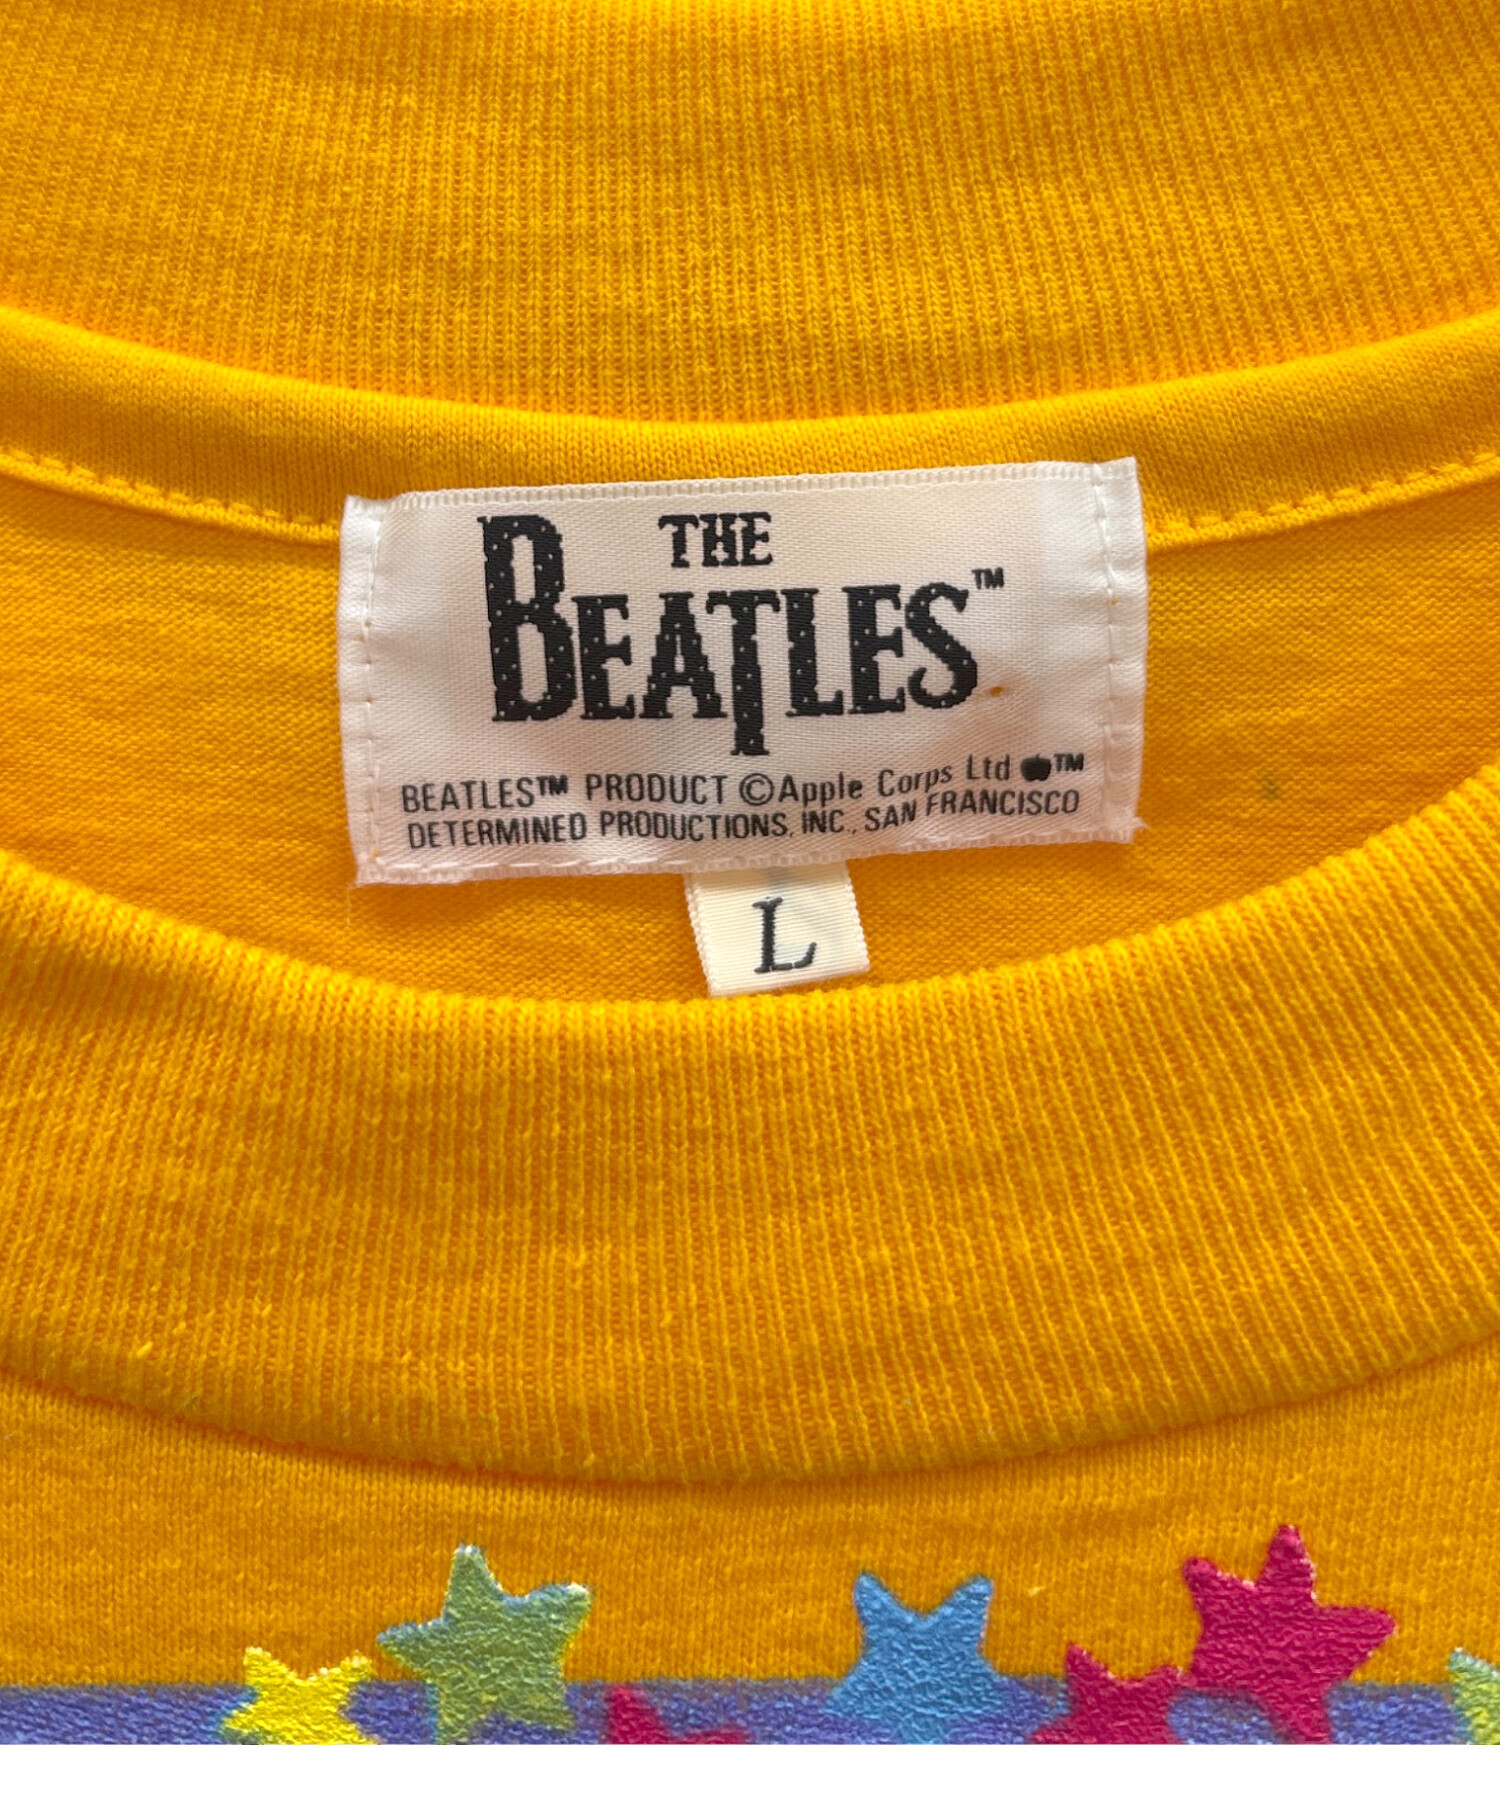 THE
BEATLES™
BEATLES™ PRODUCT ©Apple Corps Ltd ™
DETERMINED PRODUCTIONS, INC., SAN FRANCISCO
L